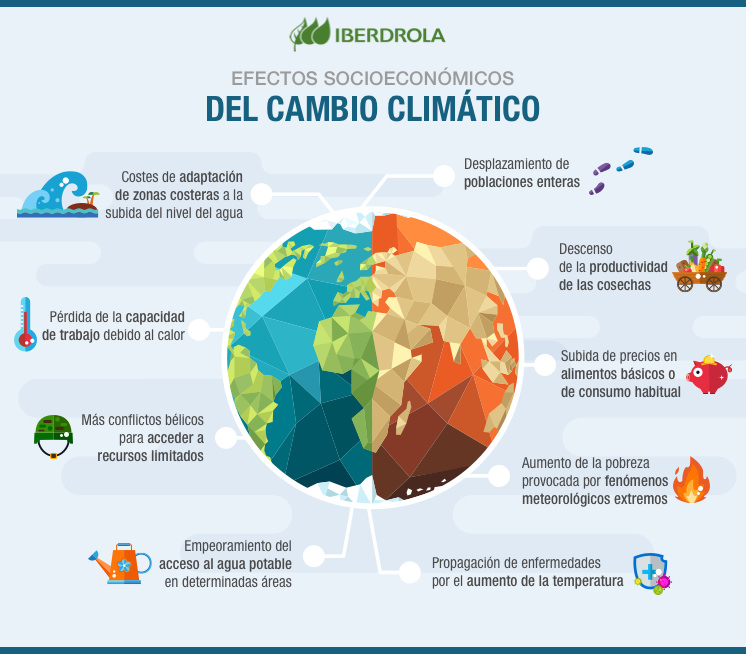 IBERDROLA
EFECTOS SOCIOECONÓMICOS
DEL CAMBIO CLIMÁTICO
Costes de adaptación
de zonas costeras a la
subida del nivel del agua
Pérdida de la capacidad
de trabajo debido al calor
Más conflictos bélicos
para acceder a
recursos limitados
Empeoramiento del
acceso al agua potable
en determinadas áreas
Desplazamiento de
poblaciones enteras
Descenso
de la productividad
de las cosechas
Subida de precios en
alimentos básicos o
de consumo habitual
Aumento de la pobreza
provocada por fenómenos
meteorológicos extremos
Propagación de enfermedades
por el aumento de la temperatura